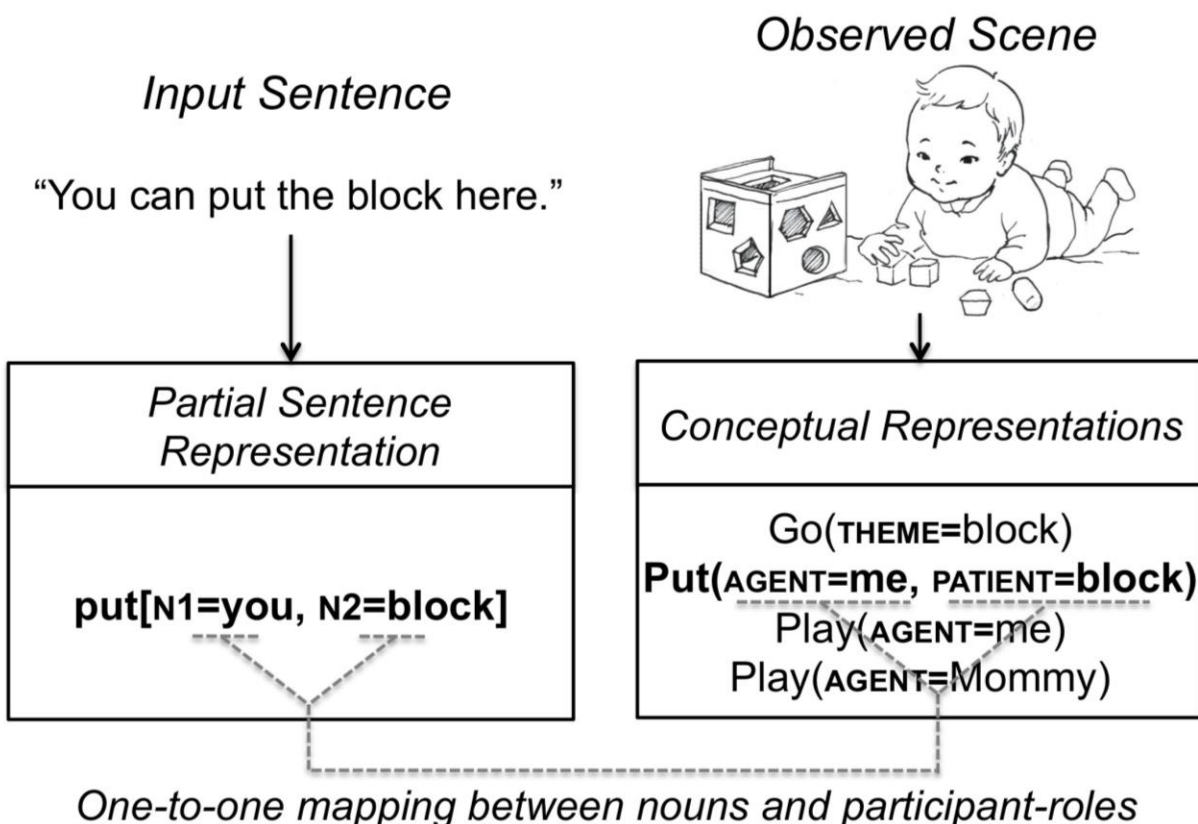 Input Sentence
“You can put the block here.”
Observed Scene
Partial Sentence
Representation
put[N1=you, N2=block]
Conceptual Representations
Go(THEME=block)
Put(AGENT=me, PATIENT=block)
Play(AGENT=me)
Play(AGENT=Mommy)
One-to-one mapping between nouns and participant-roles